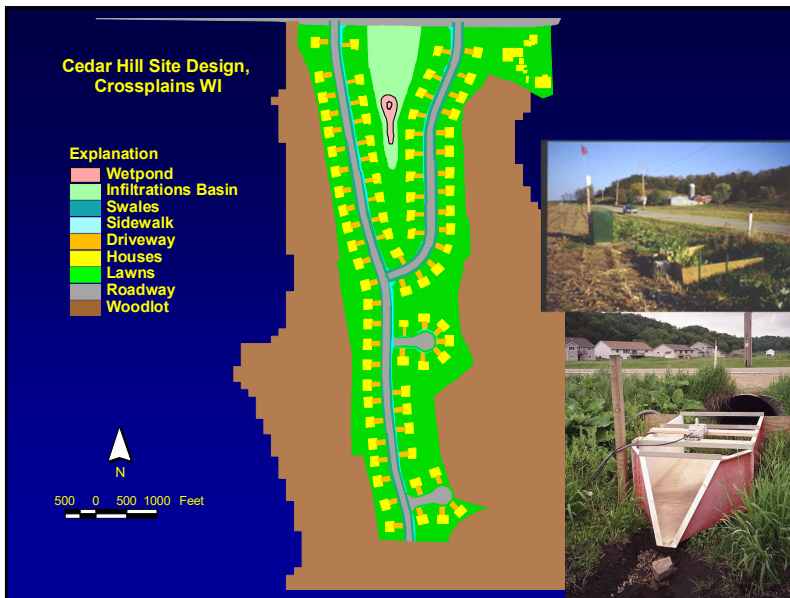 Cedar Hill Site Design,
Crossplains WI
Explanation
Wetpond
Infiltrations Basin
Swales
Sidewalk
Driveway
Houses
Lawns
Roadway
Woodlot
N
500 0 500 1000 Feet